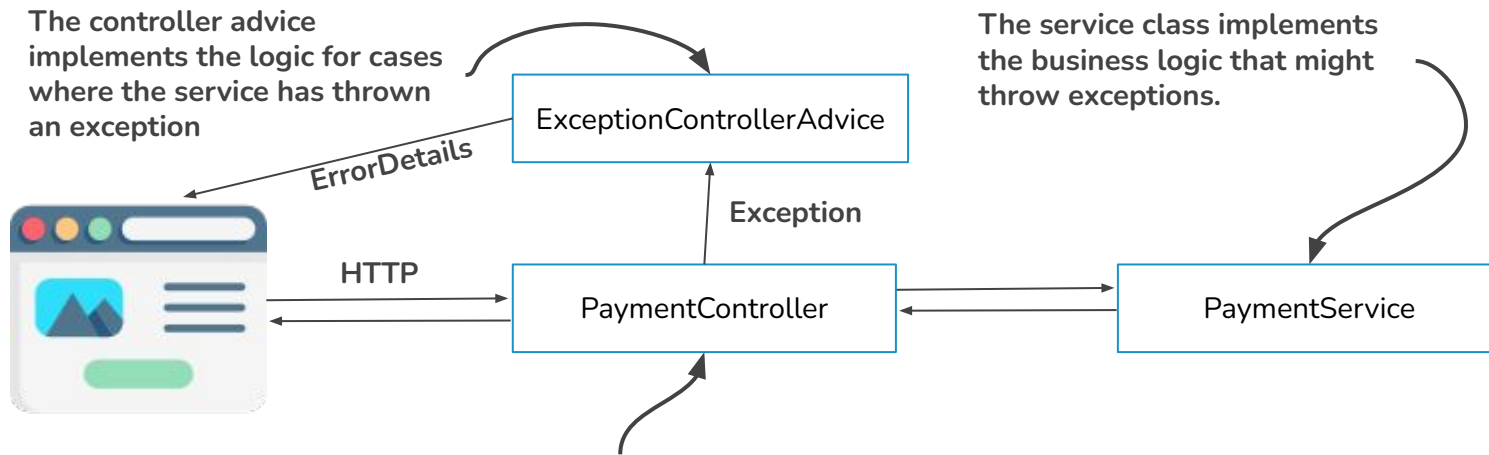 The controller advice
implements the logic for cases
where the service has thrown
an exception
The service class implements
the business logic that might
throw exceptions.
ExceptionControllerAdvice
ErrorDetails
Exception
HTTP
PaymentController
PaymentService